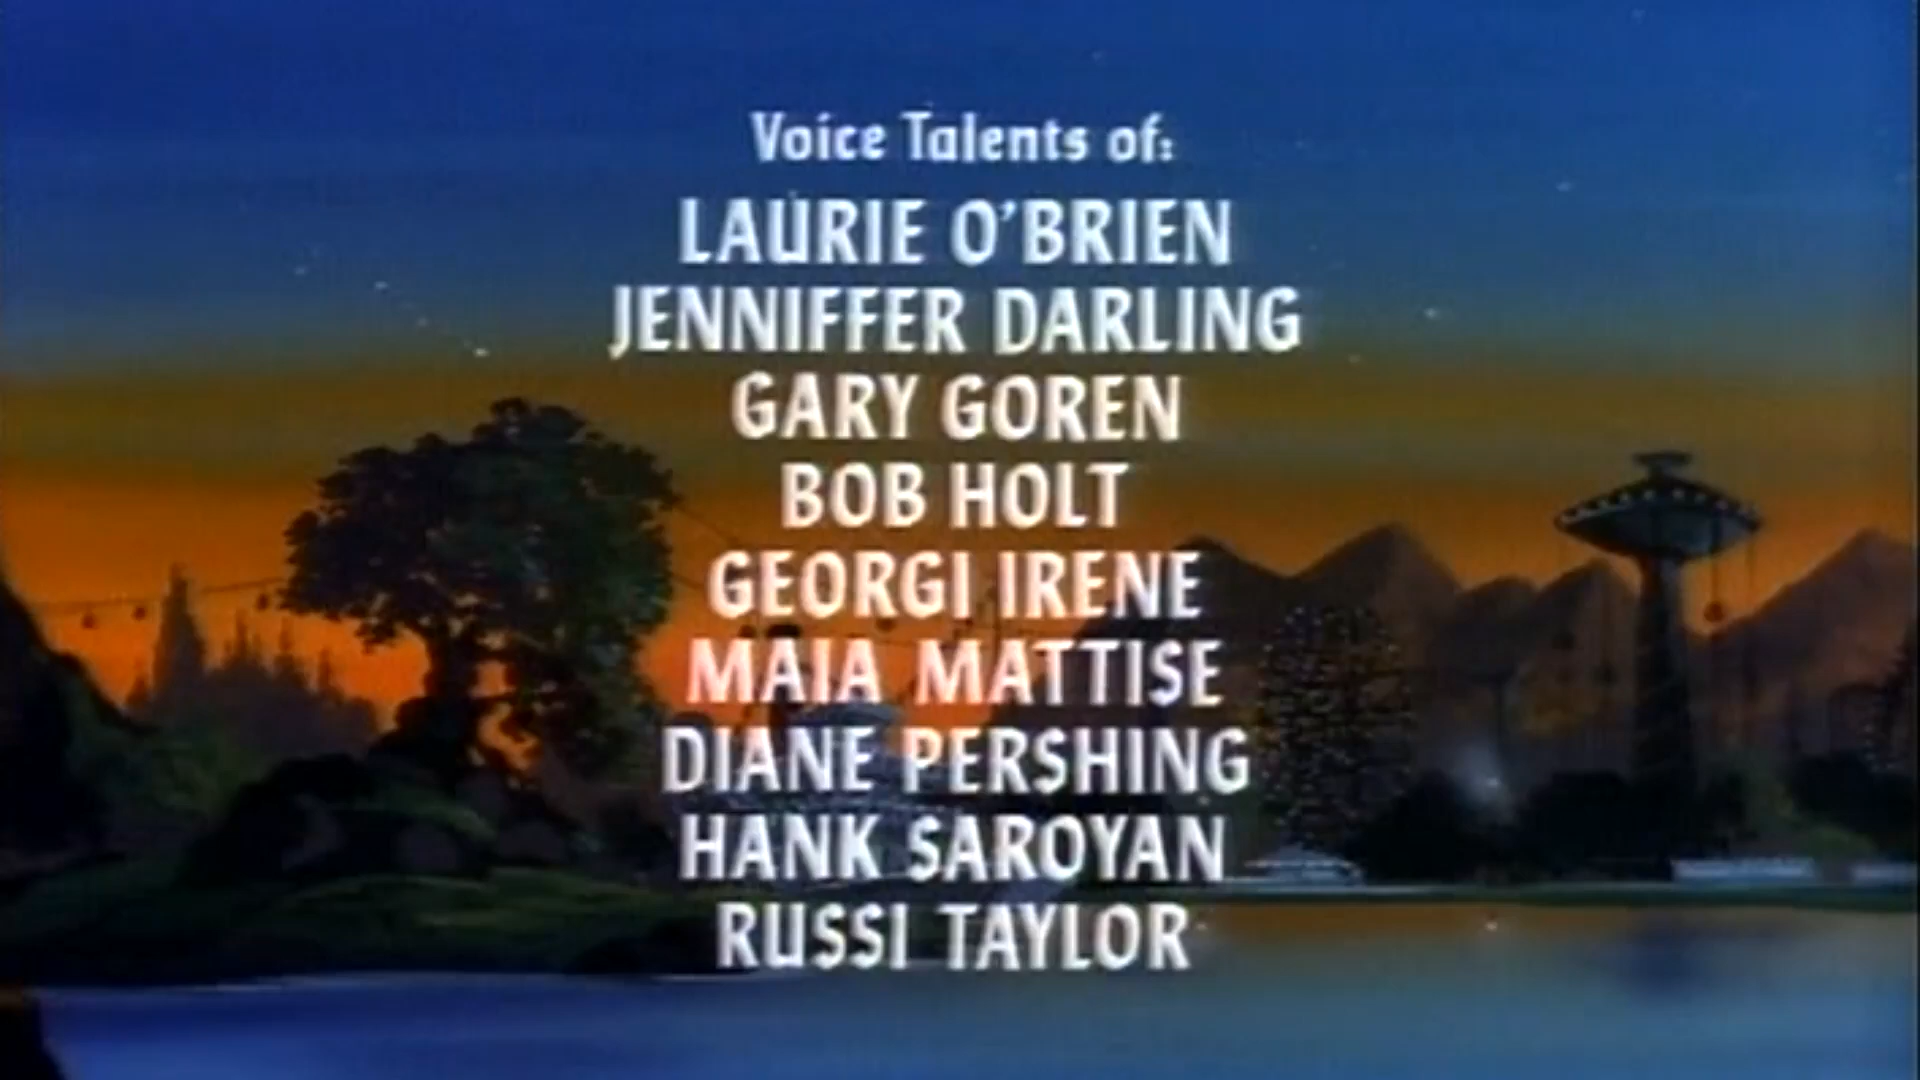 Voice Talents of:
LAURIE O'BRIEN
JENNIFFER DARLING
GARY GOREN
BOB HOLT
GEORGI IRENE
MAIA MATTISE
DIANE PERSHING
HANK SAROYAN
RUSSI TAYLOR